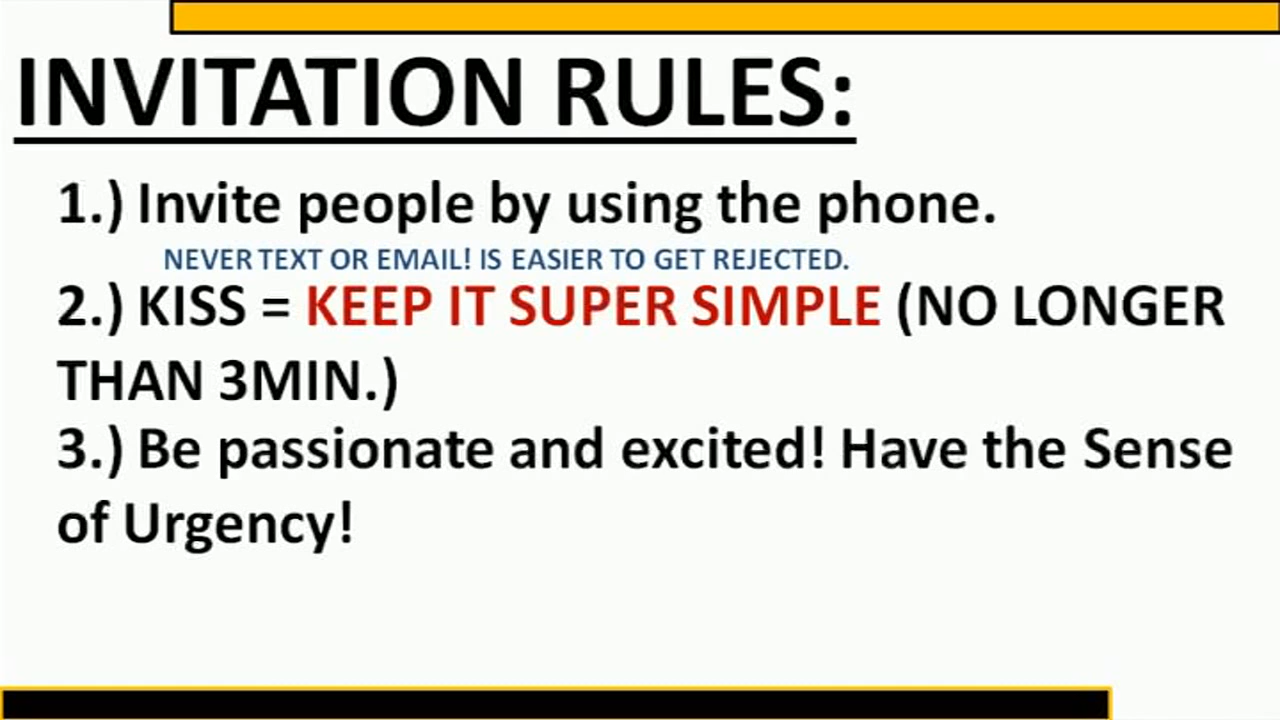 INVITATION RULES:
1.) Invite people by using the phone.
NEVER TEXT OR EMAIL! IS EASIER TO GET REJECTED.
2.) KISS = KEEP IT SUPER SIMPLE (NO LONGER
THAN 3MIN.)
3.) Be passionate and excited! Have the Sense
of Urgency!